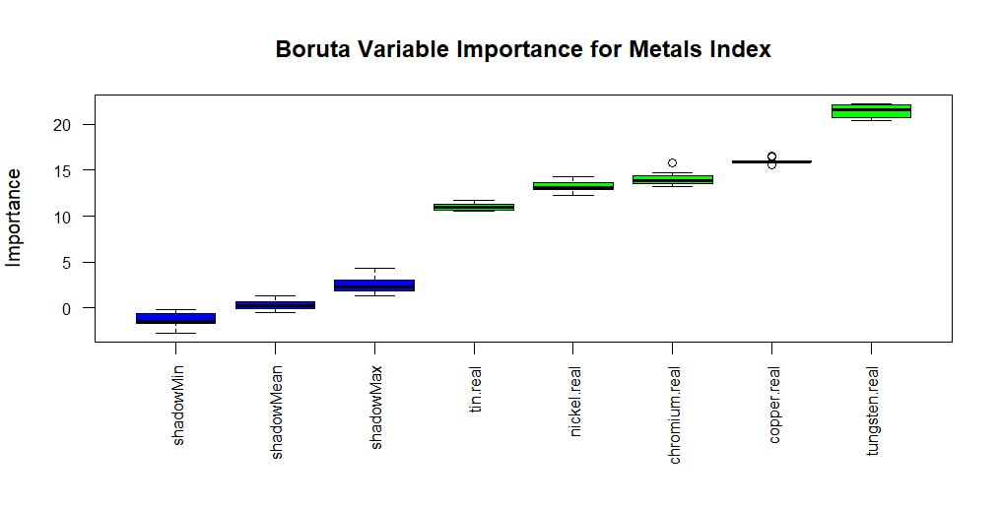 Boruta Variable Importance for Metals Index
Importance
20
15
10
5
0
shadowMin
shadowMean
shadowMax
tin.real
nickel.real
chromium.real
copper.real
tungsten.real